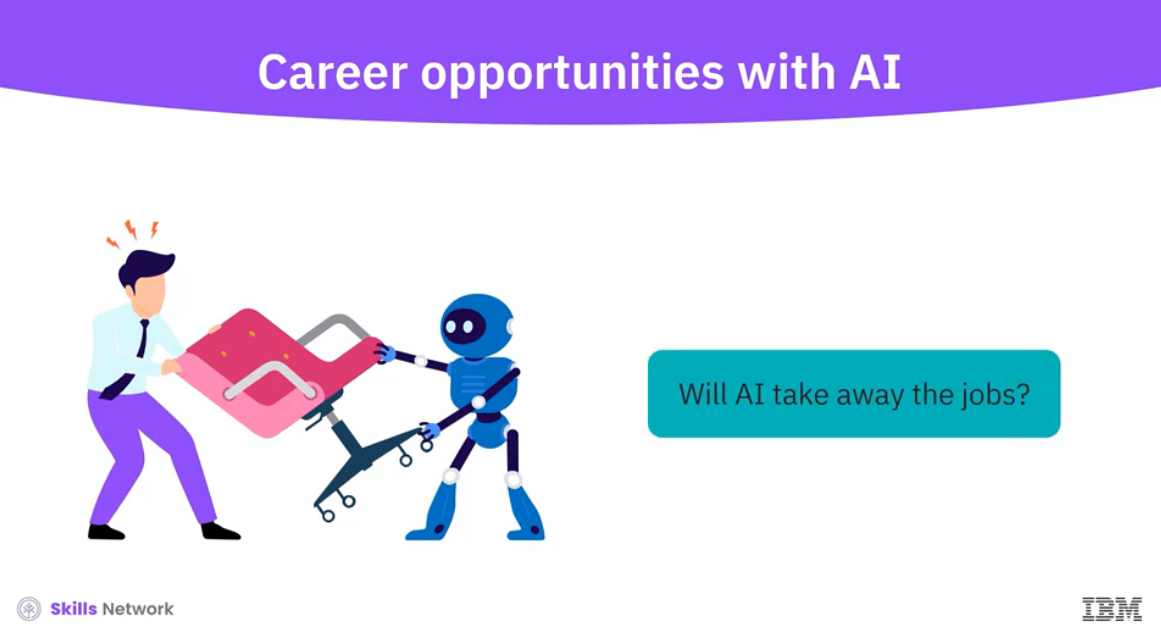 Career opportunities with AI
Will AI take away the jobs?
Skills Network
IBM